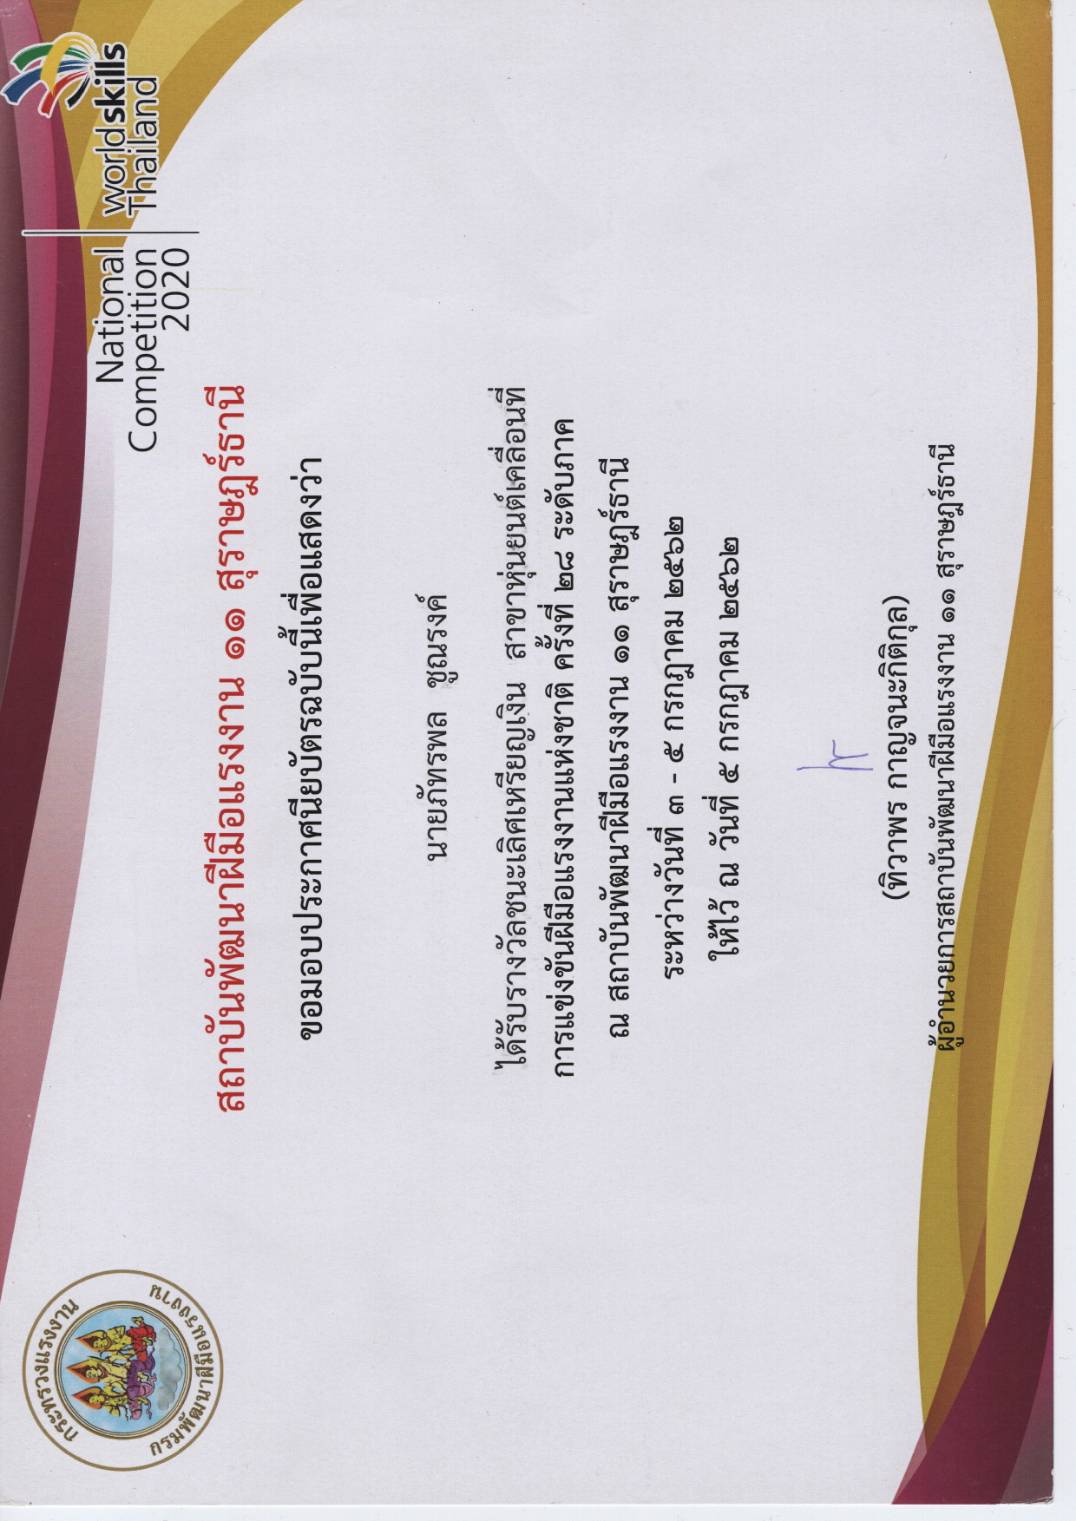 กระทรวงแรงงาน
กรมพัฒนาฝีมือแรงงาน
National
Competition
2020
worldskills
Thailand
สถาบันพัฒนาฝีมือแรงงาน ๑๑ สุราษฎร์ธานี
ขอมอบประกาศนียบัตรฉบับนี้เพื่อแสดงว่า
นายภัทรพล ชูณรงค์
ได้รับรางวัลชนะเลิศเหรียญเงิน สาขาหุ่นยนต์เคลื่อนที่
การแข่งขันฝีมือแรงงานแห่งชาติ ครั้งที่ ๒๘ ระดับภาค
ณ สถาบันพัฒนาฝีมือแรงงาน ๑๑ สุราษฎร์ธานี
ระหว่างวันที่ ๓ - ๕ กรกฎาคม ๒๕๖๒
ให้ไว้ ณ วันที่ ๕ กรกฎาคม ๒๕๖๒
(ทิวาพร กาญจนะกิติกุล)
ผู้อำนวยการสถาบันพัฒนาฝีมือแรงงาน ๑๑ สุราษฎร์ธานี